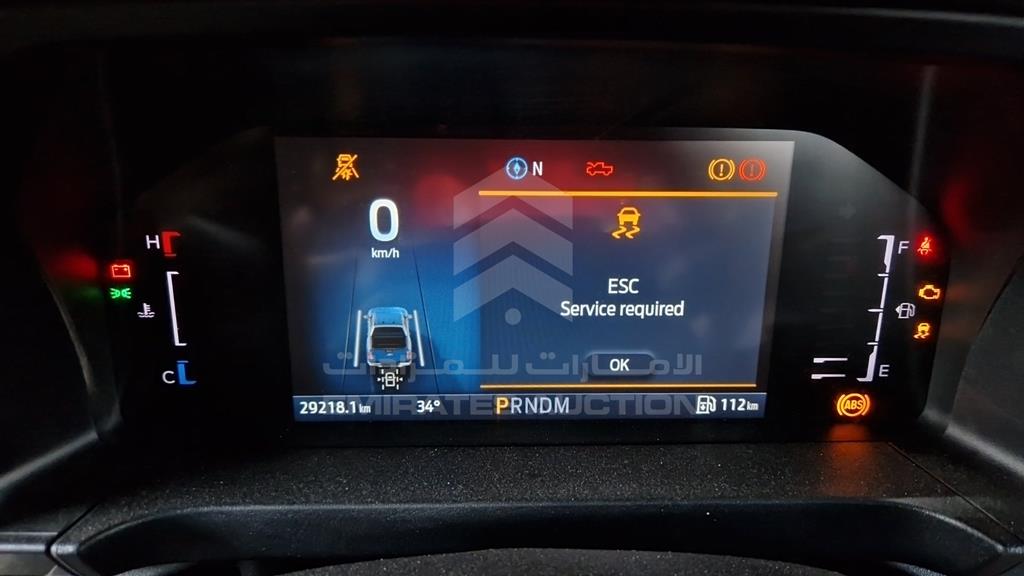 N
0
km/h
H
C
F
E
ESC
Service required
OK
الامارات للمزادات
EMIRATES AUCTION
29218.1 km
34°
PRNDM
112 km
ABS